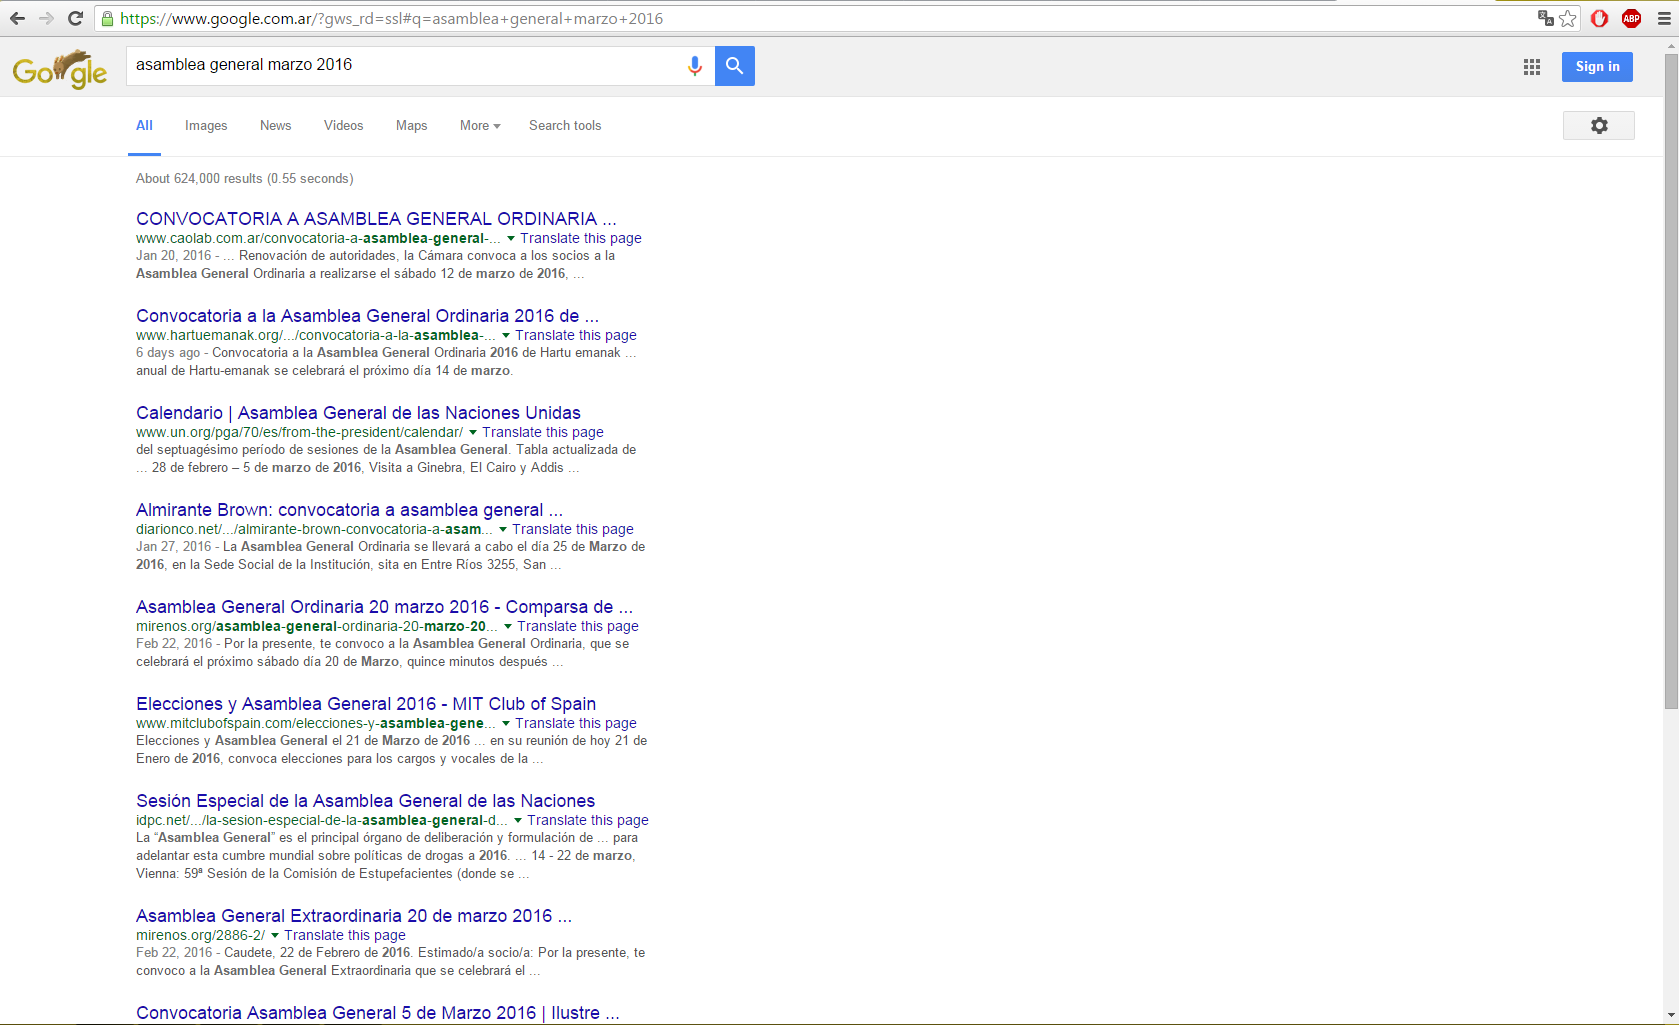 https://www.google.com.ar/?gws_rd=ssl#q=asamblea+general+marzo+2016
ABP
Google
asamblea general marzo 2016
Sign in
All Images News Videos Maps More Search tools
About 624,000 results (0.55 seconds)
CONVOCATORIA A ASAMBLEA GENERAL ORDINARIA ...
www.caolab.com.ar/convocatoria-a-asamblea-general-... Translate this page
Jan 20, 2016 - ... Renovación de autoridades, la Cámara convoca a los socios a la
Asamblea General Ordinaria a realizarse el sábado 12 de marzo de 2016, ...
Convocatoria a la Asamblea General Ordinaria 2016 de ...
www.hartuemanak.org/.../convocatoria-a-la-asamblea-... Translate this page
6 days ago - Convocatoria a la Asamblea General Ordinaria 2016 de Hartu emanak ...
anual de Hartu-emanak se celebrará el próximo día 14 de marzo.
Calendario | Asamblea General de las Naciones Unidas
www.un.org/pga/70/es/from-the-president/calendar/ Translate this page
del septuagésimo período de sesiones de la Asamblea General. Tabla actualizada de
... 28 de febrero – 5 de marzo de 2016, Visita a Ginebra, El Cairo y Addis ...
Almirante Brown: convocatoria a asamblea general ...
diarionco.net/.../almirante-brown-convocatoria-a-asam... Translate this page
Jan 27, 2016 - La Asamblea General Ordinaria se llevará a cabo el día 25 de Marzo de
2016, en la Sede Social de la Institución, sita en Entre Ríos 3255, San ...
Asamblea General Ordinaria 20 marzo 2016 - Comparsa de ...
mirenos.org/asamblea-general-ordinaria-20-marzo-20... Translate this page
Feb 22, 2016 - Por la presente, te convoco a la Asamblea General Ordinaria, que se
celebrará el próximo sábado día 20 de Marzo, quince minutos después ...
Elecciones y Asamblea General 2016 - MIT Club of Spain
www.mitclubofspain.com/elecciones-y-asamblea-gene... Translate this page
Elecciones y Asamblea General el 21 de Marzo de 2016 ... en su reunión de hoy 21 de
Enero de 2016, convoca elecciones para los cargos y vocales de la ...
Sesión Especial de la Asamblea General de las Naciones
idpc.net/.../la-sesion-especial-de-la-asamblea-general-d... Translate this page
La “Asamblea General” es el principal órgano de deliberación y formulación de ... para
adelantar esta cumbre mundial sobre políticas de drogas a 2016. ... 14 - 22 de marzo,
Vienna: 59ª Sesión de la Comisión de Estupefacientes (donde se ...
Asamblea General Extraordinaria 20 de marzo 2016 ...
mirenos.org/2886-2/ Translate this page
Feb 22, 2016 - Caudete, 22 de Febrero de 2016. Estimado/a socio/a: Por la presente, te
convoco a la Asamblea General Extraordinaria que se celebrará el ...
Convocatoria Asamblea General 5 de Marzo 2016 | Ilustre ...